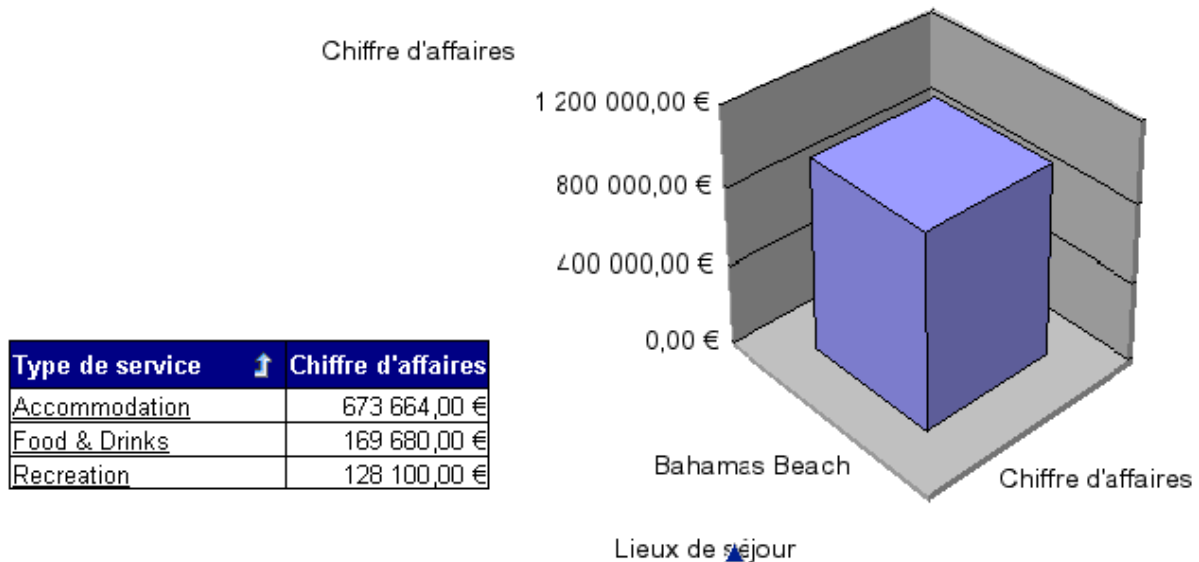 Chiffre d'affaires
1 200 000,00 €
800 000,00 €
400 000,00 €
0,00 €
Type de service Chiffre d'affaires
Accommodation 673 664,00 €
Food & Drinks 169 680,00 €
Recreation 128 100,00 €
Bahamas Beach
Chiffre d'affaires
Lieux de séjour